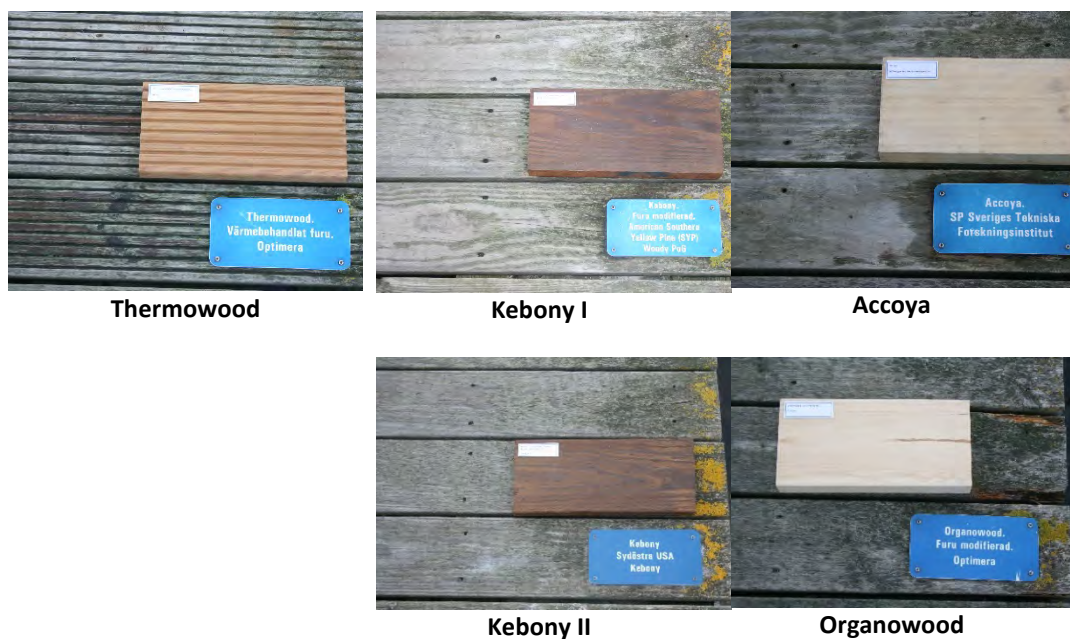 Thermowood.
Värmebehandlat furu.
Optimera
Thermowood
Kebony.
Furu modifierad.
American Southern
Yellow Pine (SYP)
Woody Poli
Kebony I
Accoya.
SP Sveriges Tekniska
Forskningsinstitut
Accoya
Kebony
Sydöstra USA
Kebony
Kebony II
Organowood.
Furu modifierad.
Optimera
Organowood